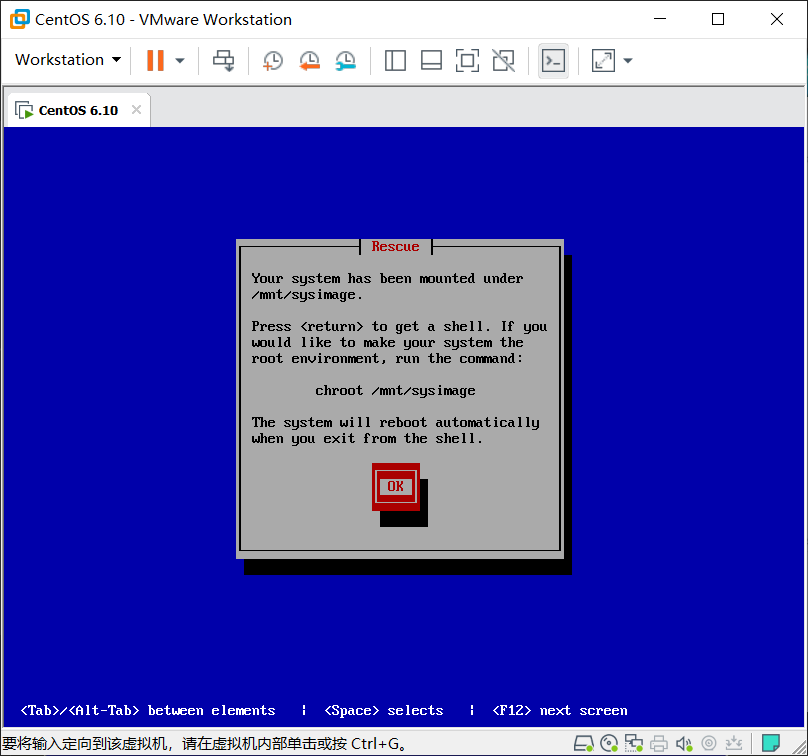 CentOS 6.10 - VMware Workstation
Workstation
CentOS 6.10
Rescue
Your system has been mounted under
/mnt/sysimage.
Press <return> to get a shell. If you
would like to make your system the
root environment, run the command:
chroot /mnt/sysimage
The system will reboot automatically
when you exit from the shell.
OK
<Tab>/<Alt-Tab> between elements | <Space> selects | <F12> next screen
要将输入定向到该虚拟机，请在虚拟机内部单击或按 Ctrl+G。